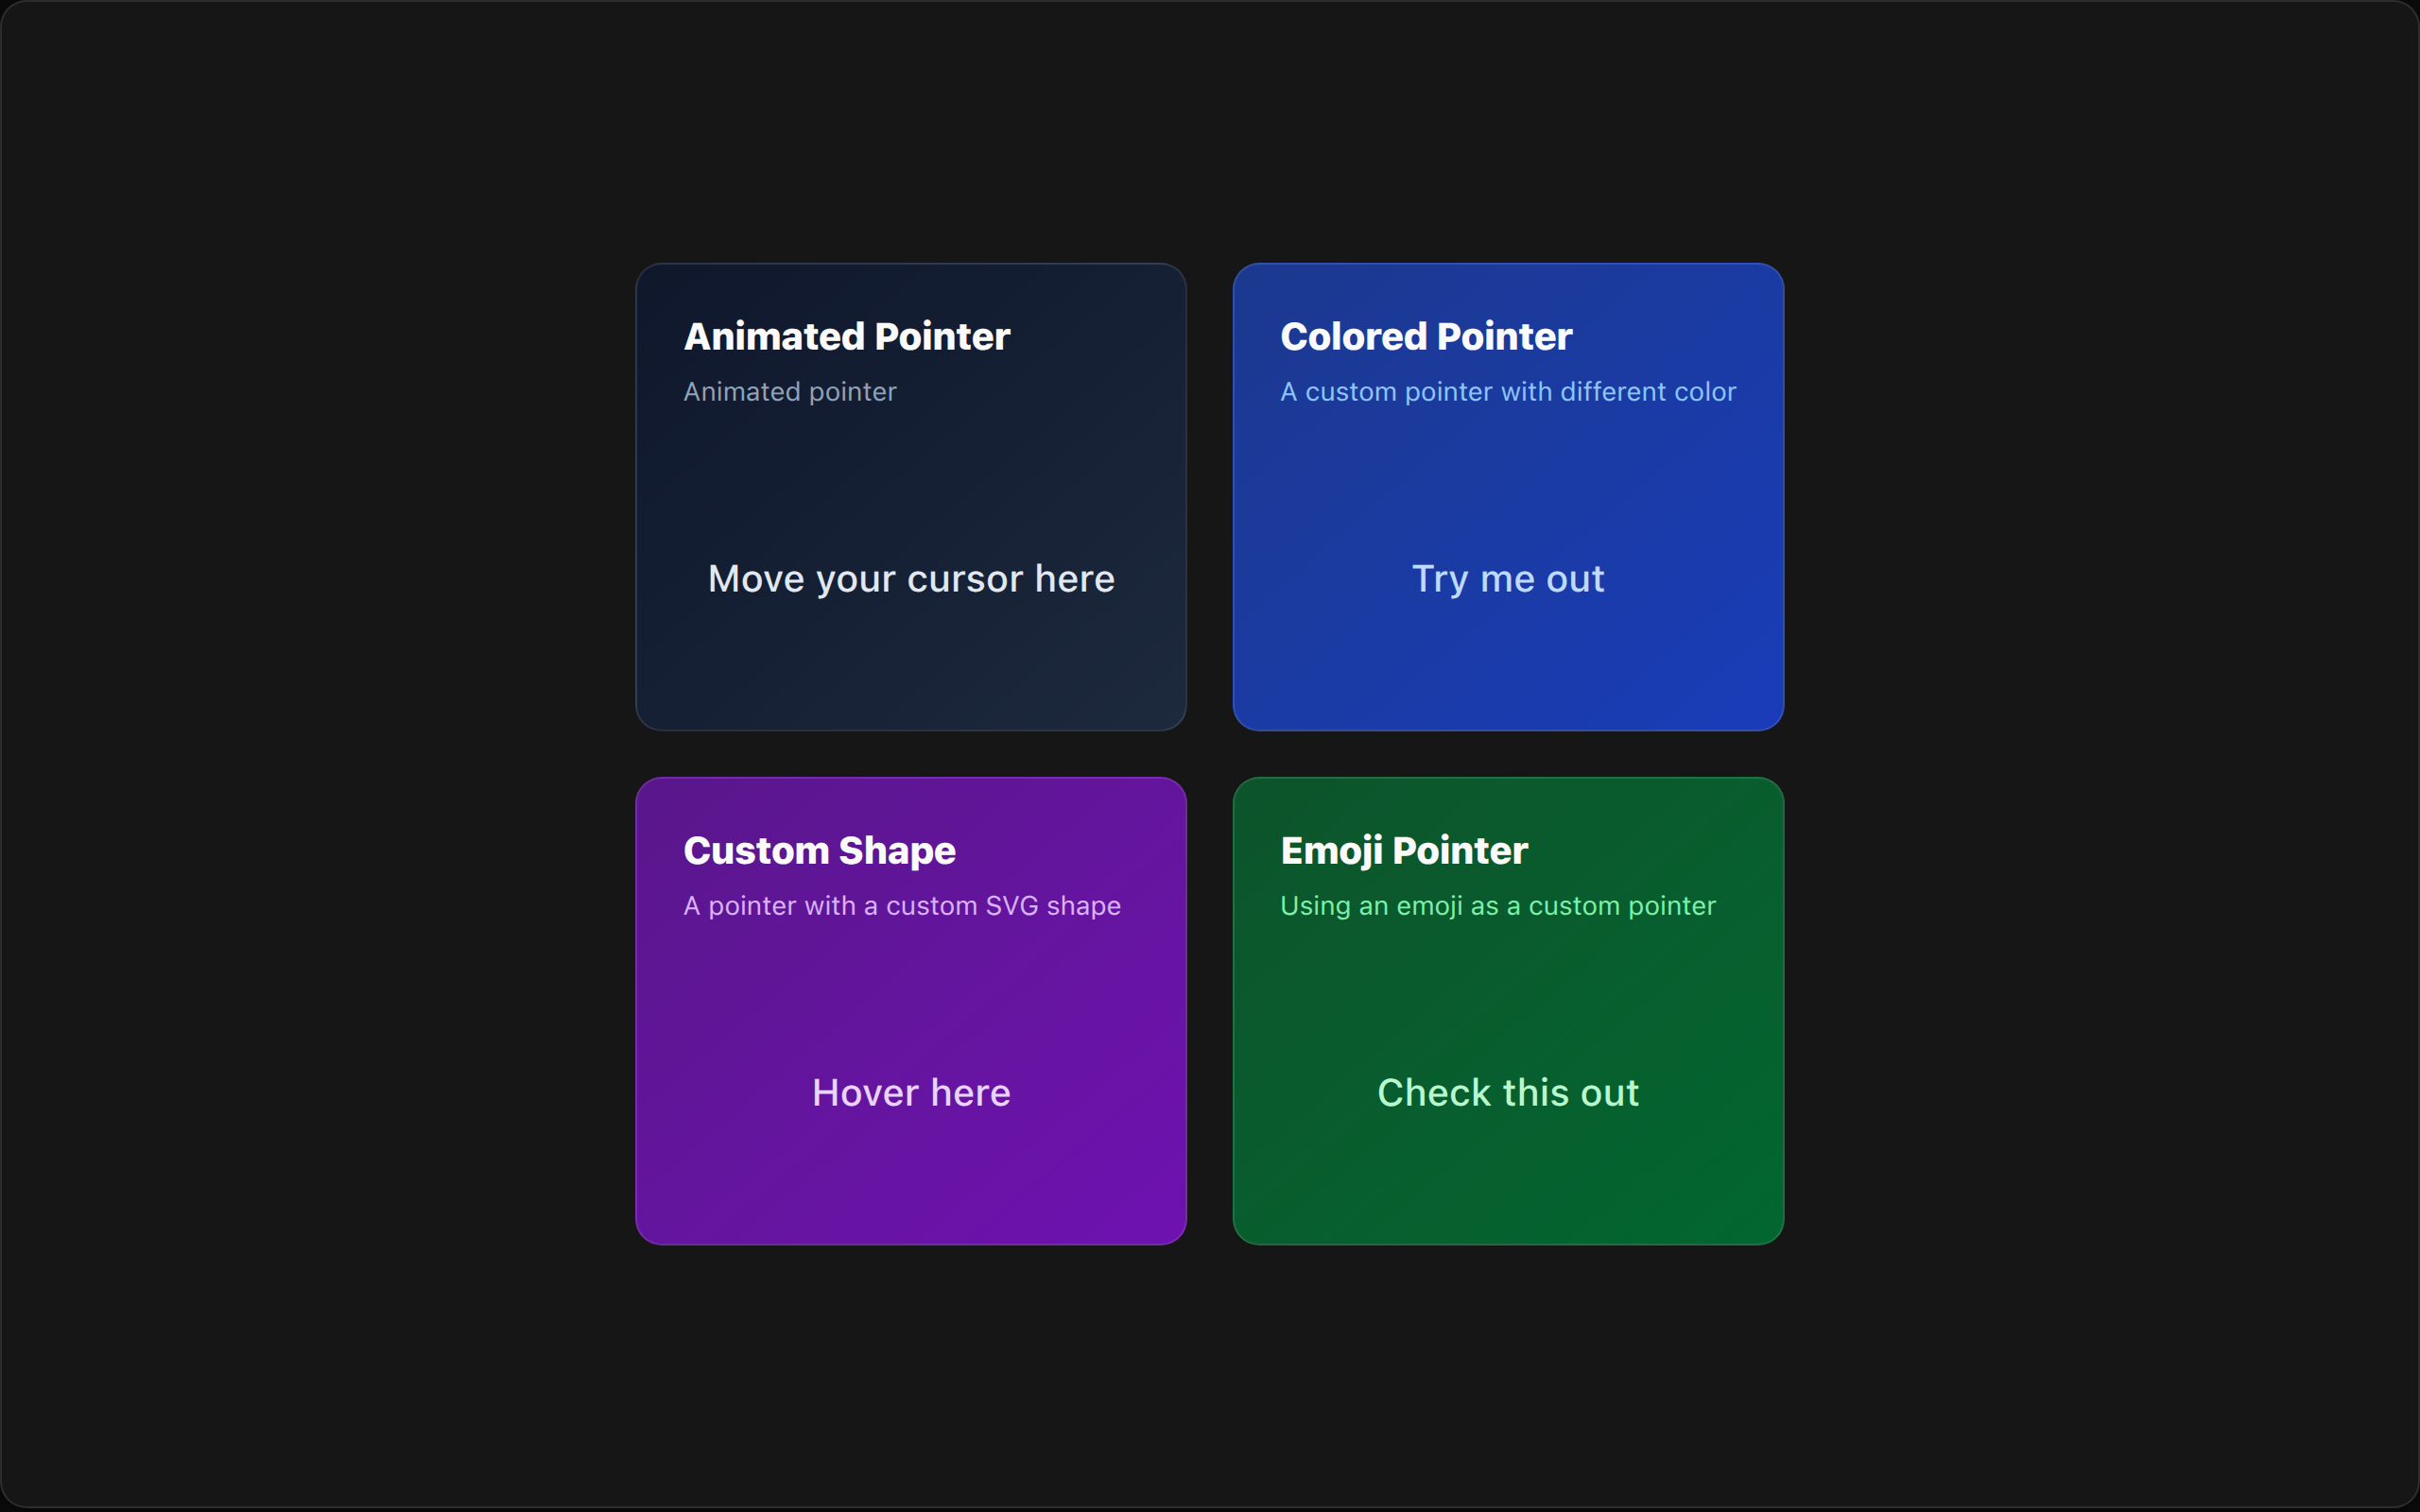 Animated Pointer
Animated pointer
Move your cursor here
Colored Pointer
A custom pointer with different color
Try me out
Custom Shape
A pointer with a custom SVG shape
Hover here
Emoji Pointer
Using an emoji as a custom pointer
Check this out